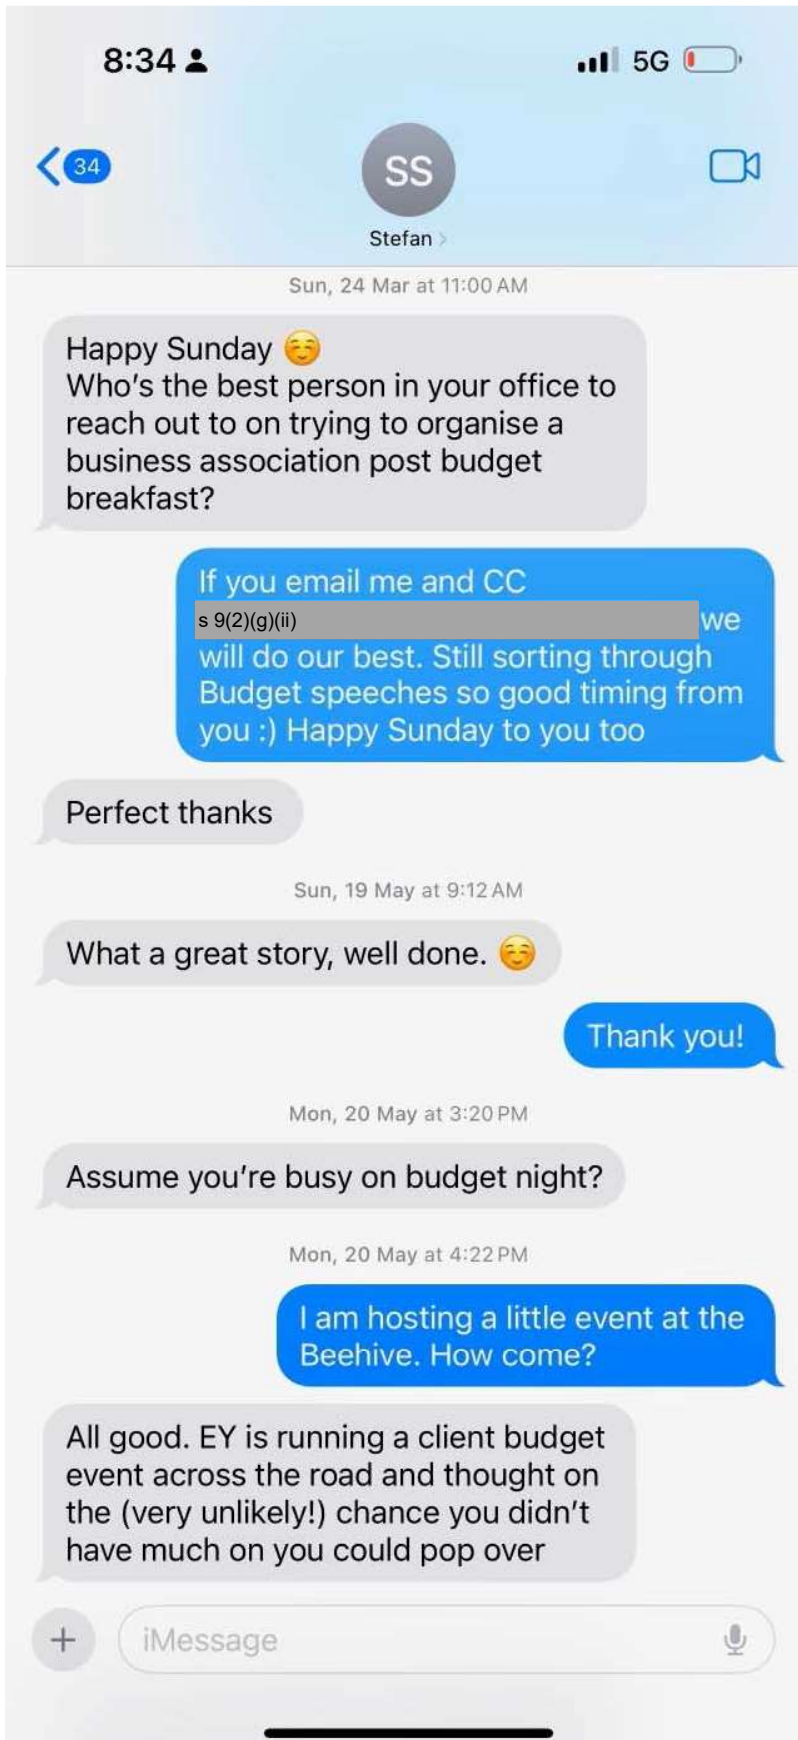 8:34
5G
34
SS
Stefan
Sun, 24 Mar at 11:00 AM
Happy Sunday ☺️
Who's the best person in your office to
reach out to on trying to organise a
business association post budget
breakfast?
If you email me and CC
s 9(2)(g)(ii) we
will do our best. Still sorting through
Budget speeches so good timing from
you :) Happy Sunday to you too
Perfect thanks
Sun, 19 May at 9:12 AM
What a great story, well done. ☺️
Thank you!
Mon, 20 May at 3:20 PM
Assume you're busy on budget night?
Mon, 20 May at 4:22 PM
I am hosting a little event at the
Beehive. How come?
All good. EY is running a client budget
event across the road and thought on
the (very unlikely!) chance you didn't
have much on you could pop over
iMessage